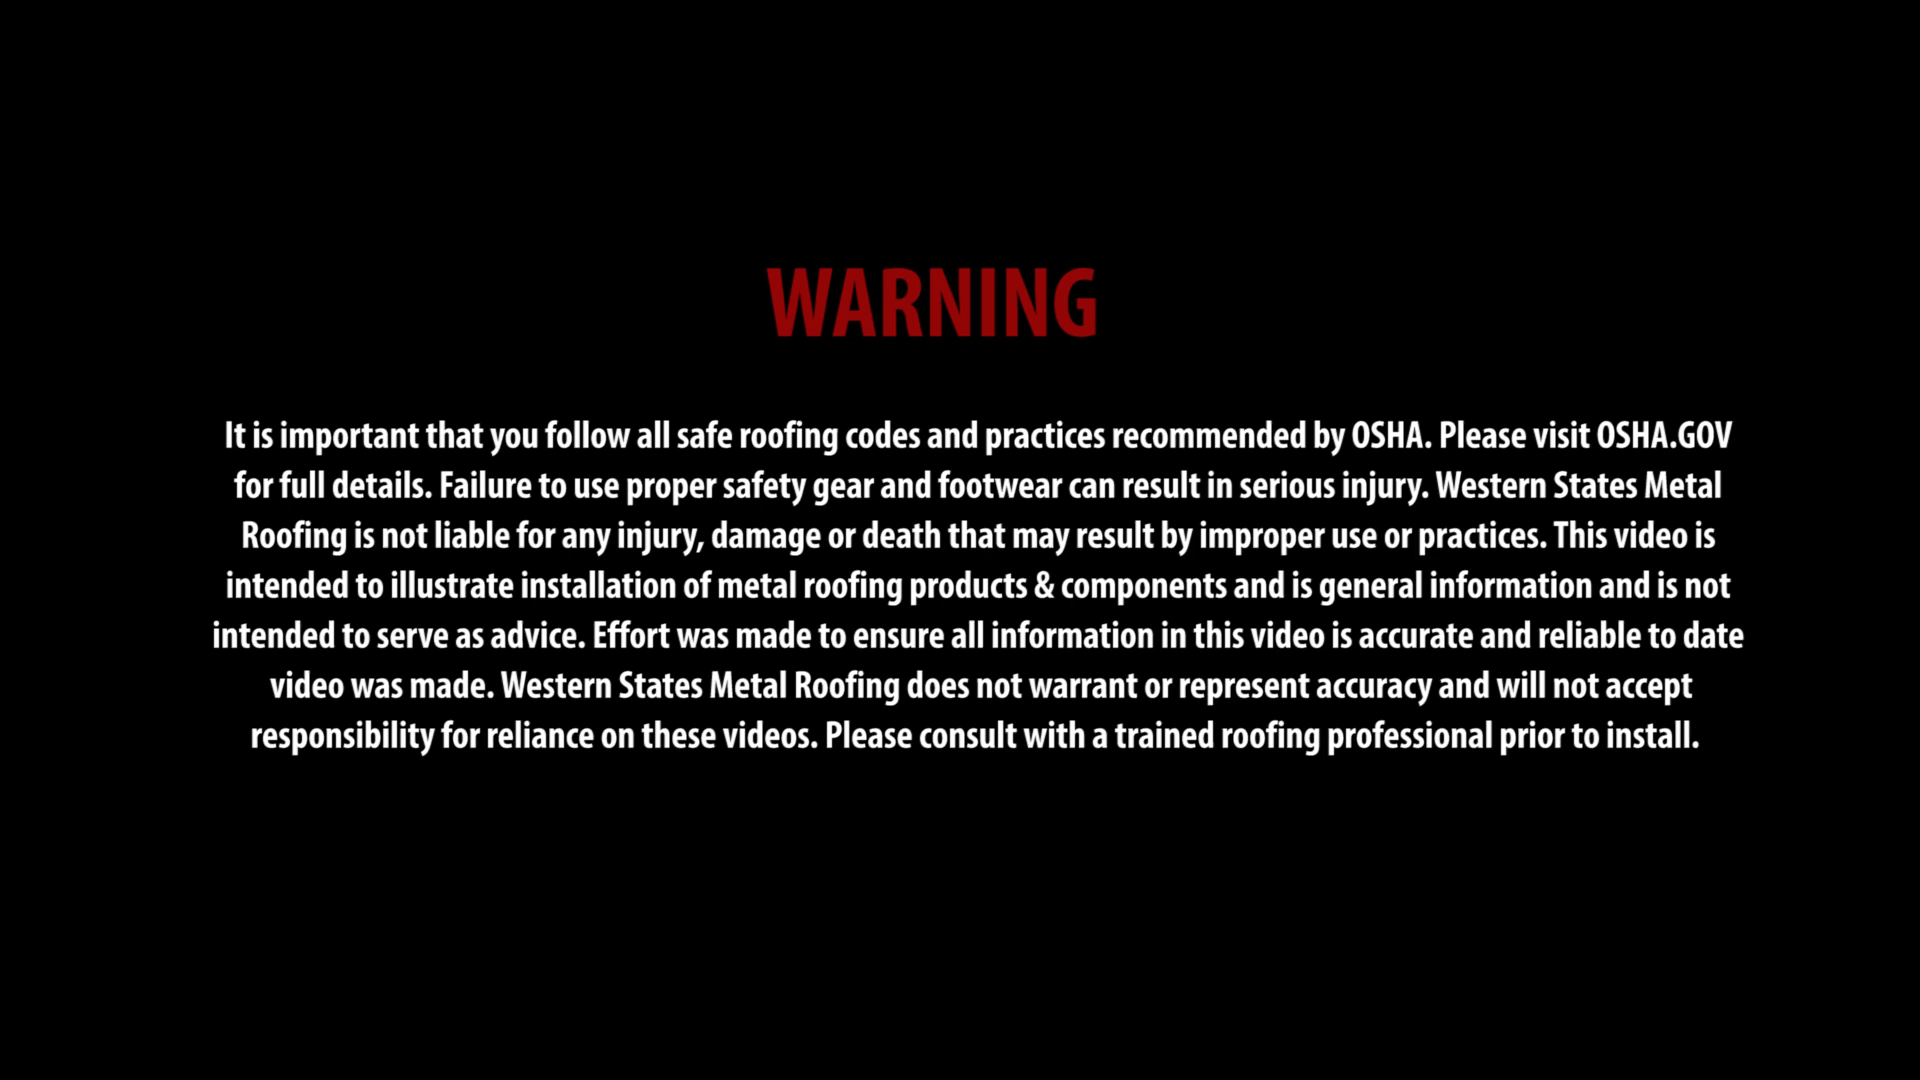 WARNING
It is important that you follow all safe roofing codes and practices recommended by OSHA. Please visit OSHA.GOV
for full details. Failure to use proper safety gear and footwear can result in serious injury. Western States Metal
Roofing is not liable for any injury, damage or death that may result by improper use or practices. This video is
intended to illustrate installation of metal roofing products & components and is general information and is not
intended to serve as advice. Effort was made to ensure all information in this video is accurate and reliable to date
video was made. Western States Metal Roofing does not warrant or represent accuracy and will not accept
responsibility for reliance on these videos. Please consult with a trained roofing professional prior to install.